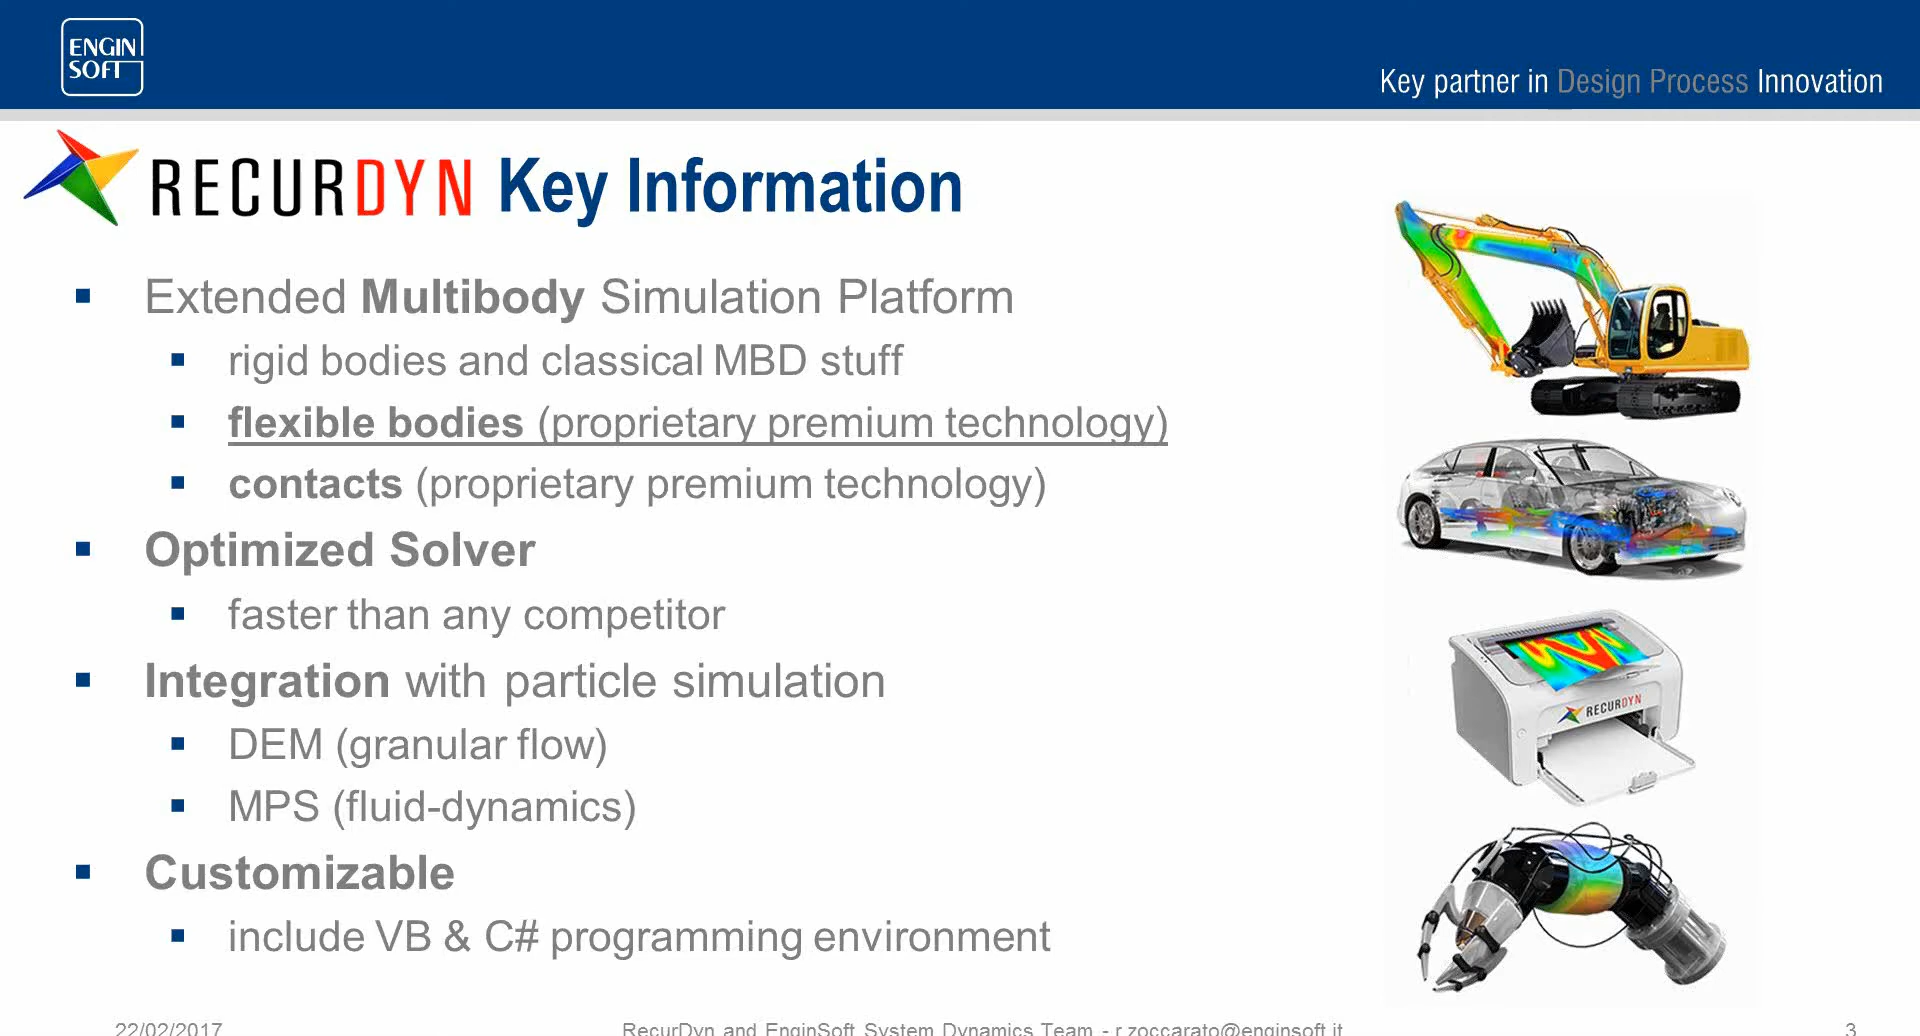 ENGIN
SOFT
Key partner in Design Process Innovation
RECURDYN Key Information
Extended Multibody Simulation Platform
rigid bodies and classical MBD stuff
flexible bodies (proprietary premium technology)
contacts (proprietary premium technology)
Optimized Solver
faster than any competitor
Integration with particle simulation
DEM (granular flow)
MPS (fluid-dynamics)
Customizable
include VB & C# programming environment
RECURDYN
22/02/2017
RecurDyn and EnginSoft System Dynamics Team - r.zoccarato@enginsoft.it
3